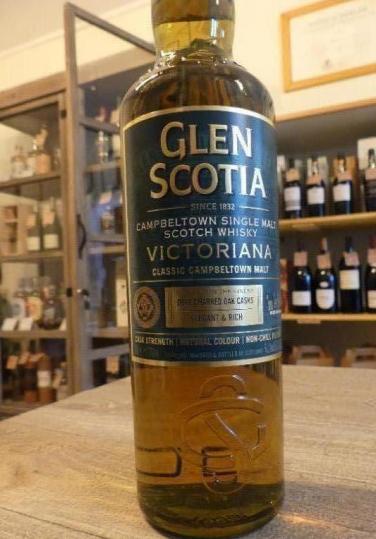 GLEN
SCOTIA
SINCE 1832
CAMPBELTOWN SINGLE MALT
SCOTCH WHISKY
VICTORIANA
CLASSIC CAMPBELTOWN MALT
DEEP CHARRED OAK CASKS
ELEGANT & RICH
CASK STRENGTH | NATURAL COLOUR | NON-CHILL